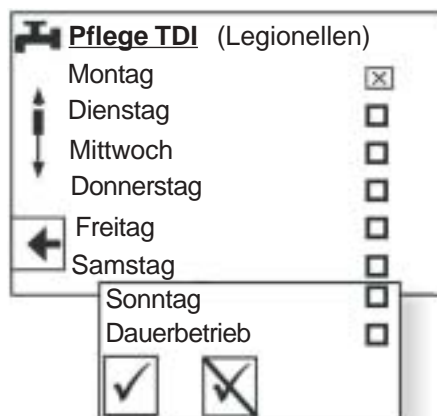 Pflege TDI (Legionellen)
Montag
Dienstag
Mittwoch
Donnerstag
Freitag
Samstag
Sonntag
Dauerbetrieb